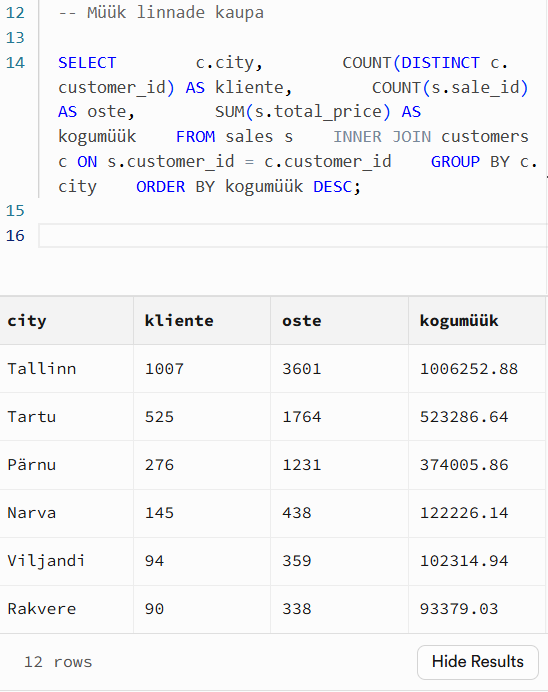 12 -- Müük linnade kaupa
13
14 SELECT c.city, COUNT(DISTINCT c.
customer_id) AS kliente, COUNT(s.sale_id)
AS oste, SUM(s.total_price) AS
kogumüük FROM sales s INNER JOIN customers
c ON s.customer_id = c.customer_id GROUP BY c.
city ORDER BY kogumüük DESC;
15
16
city kliente oste kogumüük
Tallinn 1007 3601 1006252.88
Tartu 525 1764 523286.64
Pärnu 276 1231 374005.86
Narva 145 438 122226.14
Viljandi 94 359 102314.94
Rakvere 90 338 93379.03
12 rows Hide Results